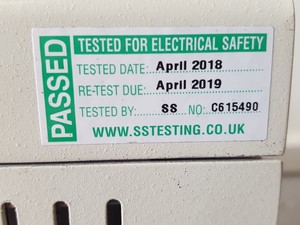 PASSED
TESTED FOR ELECTRICAL SAFETY
TESTED DATE: April 2018
RE-TEST DUE: April 2019
TESTED BY: SS NO: C615490
WWW.SSTESTING.CO.UK